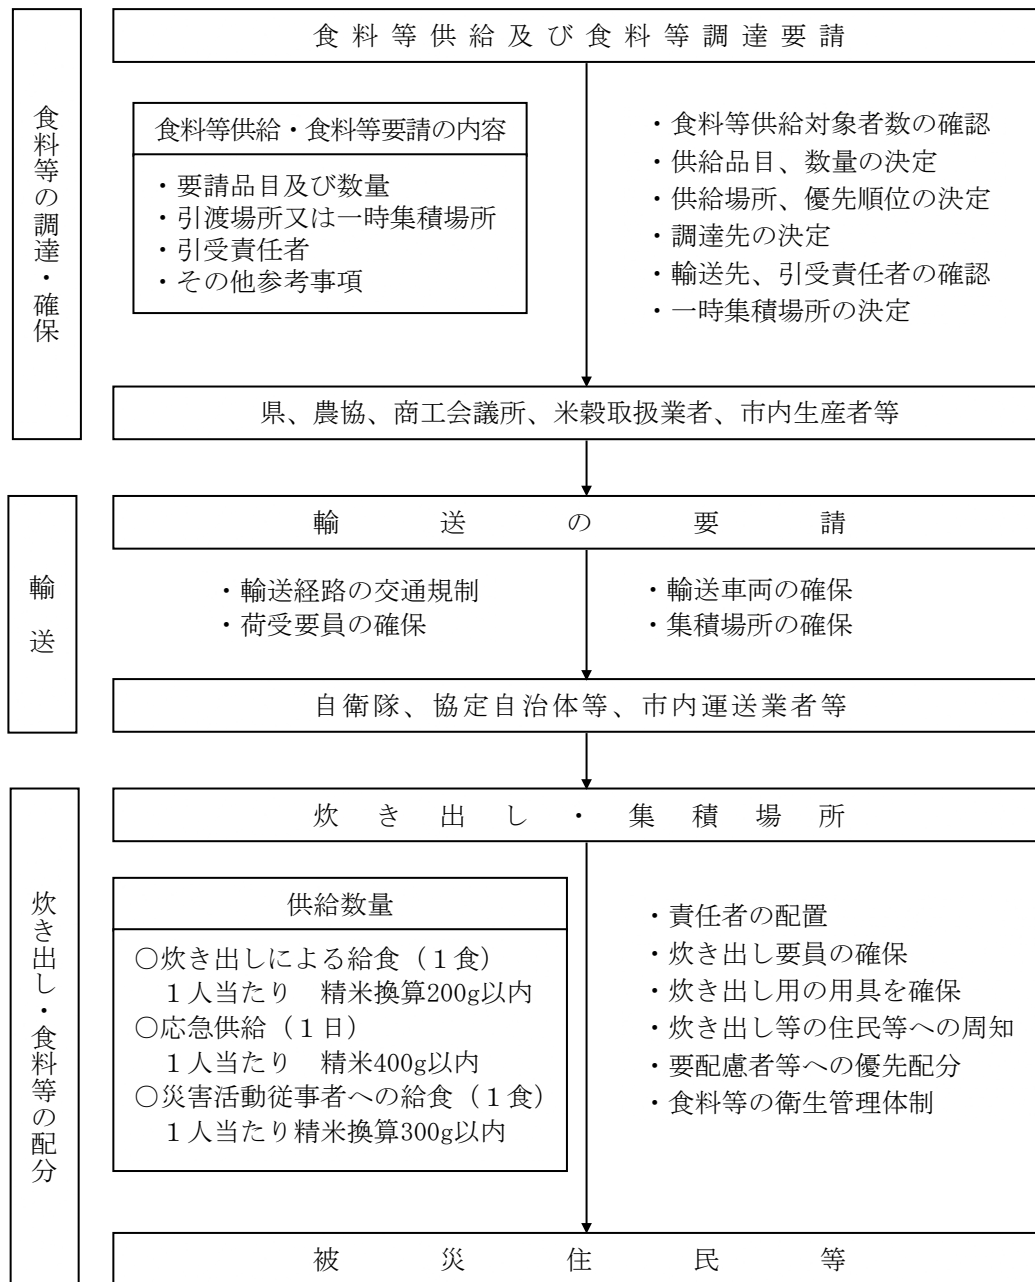 食料等の調達・確保
食料等供給及び食料等調達要請
食料等供給・食料等要請の内容
・要請品目及び数量
・引渡場所又は一時集積場所
・引受責任者
・その他参考事項
・食料等供給対象者数の確認
・供給品目、数量の決定
・供給場所、優先順位の決定
・調達先の決定
・輸送先、引受責任者の確認
・一時集積場所の決定
県、農協、商工会議所、米穀取扱業者、市内生産者等
輸送
輸送の要請
・輸送経路の交通規制
・荷受要員の確保
・輸送車両の確保
・集積場所の確保
自衛隊、協定自治体等、市内運送業者等
炊き出し・食料等の配分
炊き出し・集積場所
供給数量
○炊き出しによる給食（１食）
１人当たり　精米換算200g以内
○応急供給（１日）
１人当たり　精米400g以内
○災害活動従事者への給食（１食）
１人当たり精米換算300g以内
・責任者の配置
・炊き出し要員の確保
・炊き出し用の用具を確保
・炊き出し等の住民等への周知
・要配慮者等への優先配分
・食料等の衛生管理体制
被災住民等